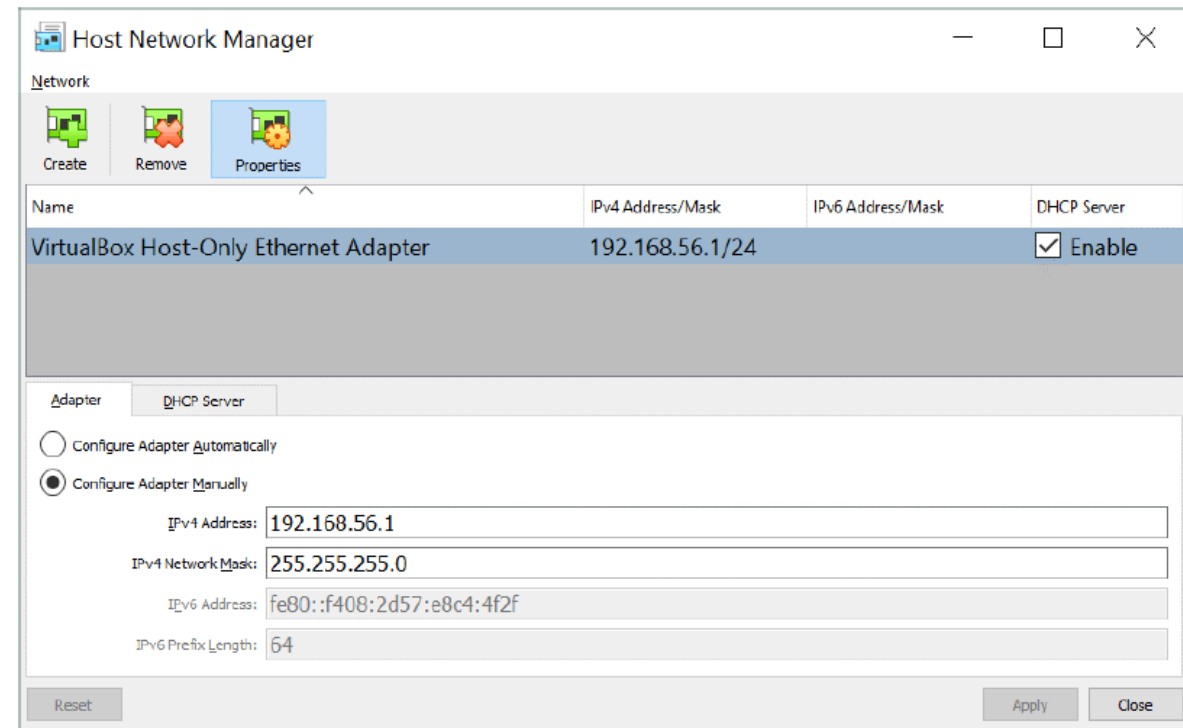 Host Network Manager
Network
Create Remove Properties
Name IPv4 Address/Mask IPv6 Address/Mask DHCP Server
VirtualBox Host-Only Ethernet Adapter 192.168.56.1/24 Enable
Adapter DHCP Server
Configure Adapter Automatically
Configure Adapter Manually
IPv4 Address: 192.168.56.1
IPv4 Network Mask: 255.255.255.0
IPv6 Address: fe80::f408:2d57:e8c4:4f2f
IPv6 Prefix Length: 64
Reset Apply Close